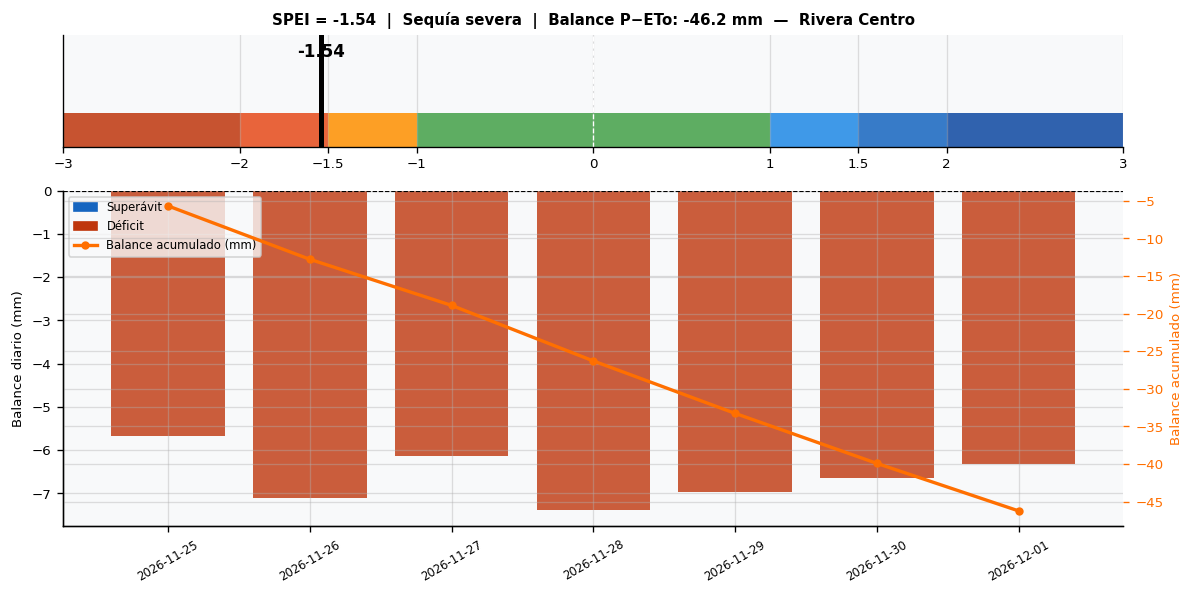 SPEI = -1.54  |  Sequía severa  |  Balance P−ETo: -46.2 mm  —  Rivera Centro
-1.54
−3 −2 −1.5 −1 0 1 1.5 2 3
Superávit
Déficit
Balance acumulado (mm)
Balance diario (mm)
0
−1
−2
−3
−4
−5
−6
−7
−5
−10
−15
−20
−25
−30
−35
−40
−45
Balance acumulado (mm)
2026-11-25 2026-11-26 2026-11-27 2026-11-28 2026-11-29 2026-11-30 2026-12-01